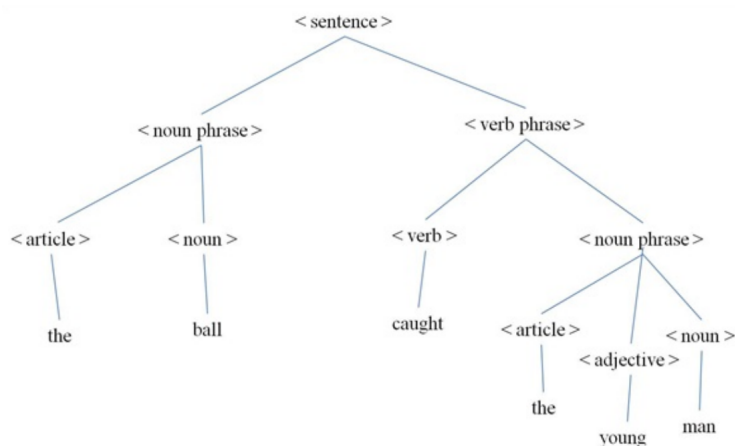 < sentence >
< noun phrase >
< verb phrase >
< article >
< noun >
< verb >
< noun phrase >
the
ball
caught
< article >
< adjective >
< noun >
the
young
man